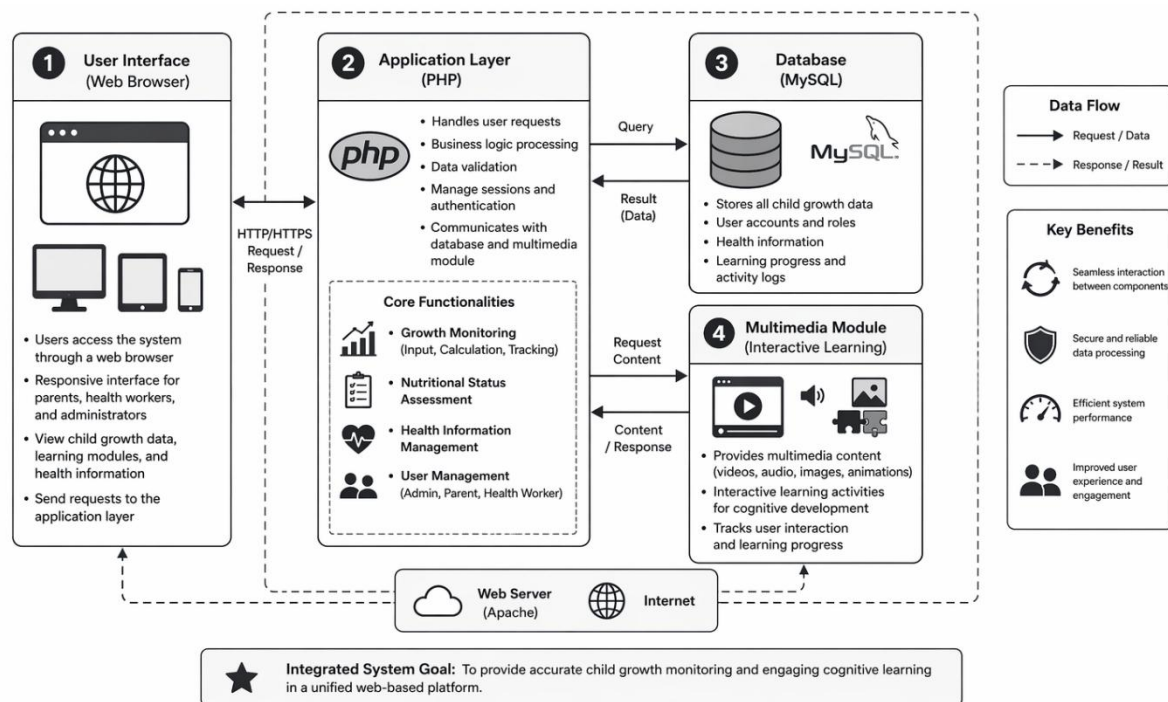 1
User Interface
(Web Browser)
• Users access the system
through a web browser
• Responsive interface for
parents, health workers,
and administrators
• View child growth data,
learning modules, and
health information
• Send requests to the
application layer
HTTP/HTTPS
Request /
Response
2
Application Layer
(PHP)
php
• Handles user requests
• Business logic processing
• Data validation
• Manage sessions and
authentication
• Communicates with
database and multimedia
module
Core Functionalities
• Growth Monitoring
(Input, Calculation, Tracking)
• Nutritional Status
Assessment
• Health Information
Management
• User Management
(Admin, Parent, Health Worker)
Query
Result
(Data)
Request
Content
Content
/ Response
3
Database
(MySQL)
MySQL.
• Stores all child growth data
• User accounts and roles
• Health information
• Learning progress and
activity logs
4
Multimedia Module
(Interactive Learning)
• Provides multimedia content
(videos, audio, images, animations)
• Interactive learning activities
for cognitive development
• Tracks user interaction
and learning progress
Data Flow
Request / Data
Response / Result
Key Benefits
Seamless interaction
between components
Secure and reliable
data processing
Efficient system
performance
Improved user
experience and
engagement
Web Server
(Apache)
Internet
Integrated System Goal: To provide accurate child growth monitoring and engaging cognitive learning
in a unified web-based platform.